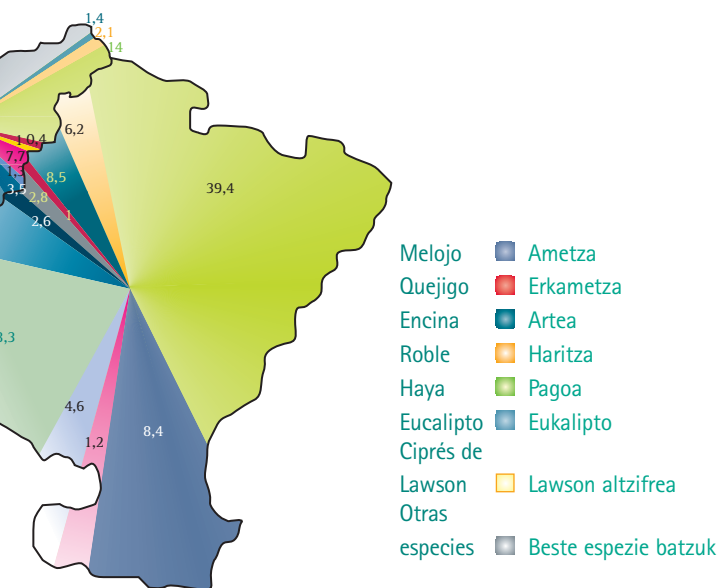 1,4
2,1
14
6,2
1 0,4
7,7
1,3
8,5
3,5
2,8
1
2,6
39,4
3,3
4,6
8,4
1,2
Melojo Ametza
Quejigo Erkametza
Encina Artea
Roble Haritza
Haya Pagoa
Eucalipto Eukalipto
Ciprés de
Lawson Lawson altzifrea
Otras
especies Beste espezie batzuk